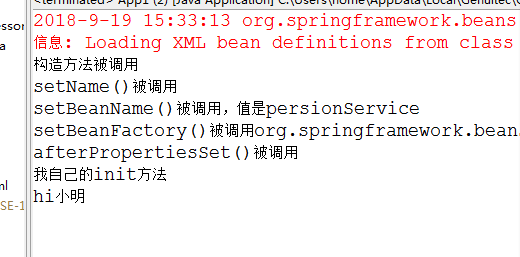 <terminated> App1 (2) [Java Application] C:\Users\home\AppData\Local\Genuitec\
2018-9-19 15:33:13 org.springframework.beans
信息: Loading XML bean definitions from class
构造方法被调用
setName()被调用
setBeanName()被调用，值是persionService
setBeanFactory()被调用org.springframework.bean
afterPropertiesSet()被调用
我自己的init方法
hi小明
essor
a
ml
SE-1